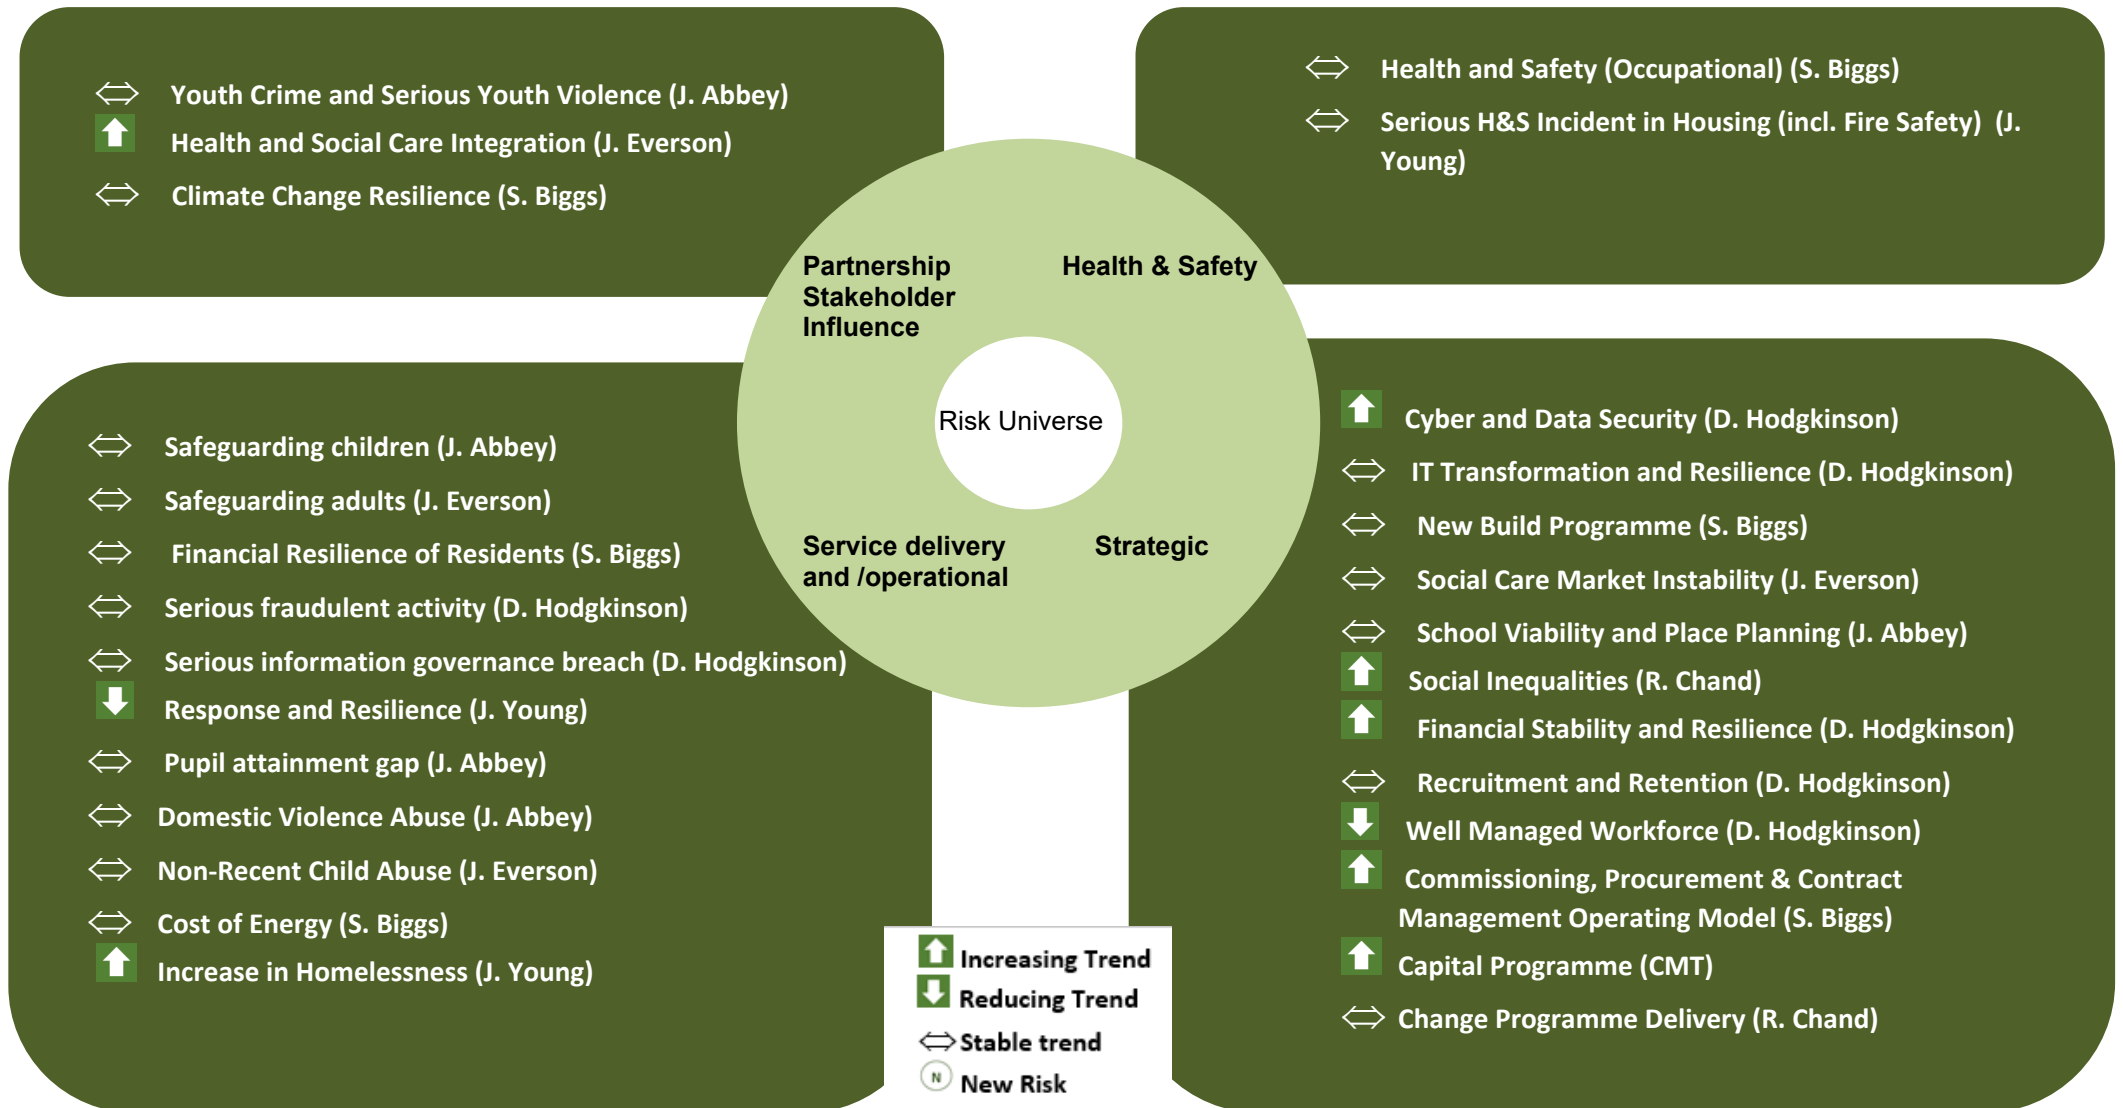 Youth Crime and Serious Youth Violence (J. Abbey)
Health and Social Care Integration (J. Everson)
Climate Change Resilience (S. Biggs)
Health and Safety (Occupational) (S. Biggs)
Serious H&S Incident in Housing (incl. Fire Safety) (J.
Young)
Partnership
Stakeholder
Influence
Health & Safety
Risk Universe
Service delivery
and /operational
Strategic
Safeguarding children (J. Abbey)
Safeguarding adults (J. Everson)
Financial Resilience of Residents (S. Biggs)
Serious fraudulent activity (D. Hodgkinson)
Serious information governance breach (D. Hodgkinson)
Response and Resilience (J. Young)
Pupil attainment gap (J. Abbey)
Domestic Violence Abuse (J. Abbey)
Non-Recent Child Abuse (J. Everson)
Cost of Energy (S. Biggs)
Increase in Homelessness (J. Young)
Cyber and Data Security (D. Hodgkinson)
IT Transformation and Resilience (D. Hodgkinson)
New Build Programme (S. Biggs)
Social Care Market Instability (J. Everson)
School Viability and Place Planning (J. Abbey)
Social Inequalities (R. Chand)
Financial Stability and Resilience (D. Hodgkinson)
Recruitment and Retention (D. Hodgkinson)
Well Managed Workforce (D. Hodgkinson)
Commissioning, Procurement & Contract
Management Operating Model (S. Biggs)
Capital Programme (CMT)
Change Programme Delivery (R. Chand)
Increasing Trend
Reducing Trend
Stable trend
N New Risk